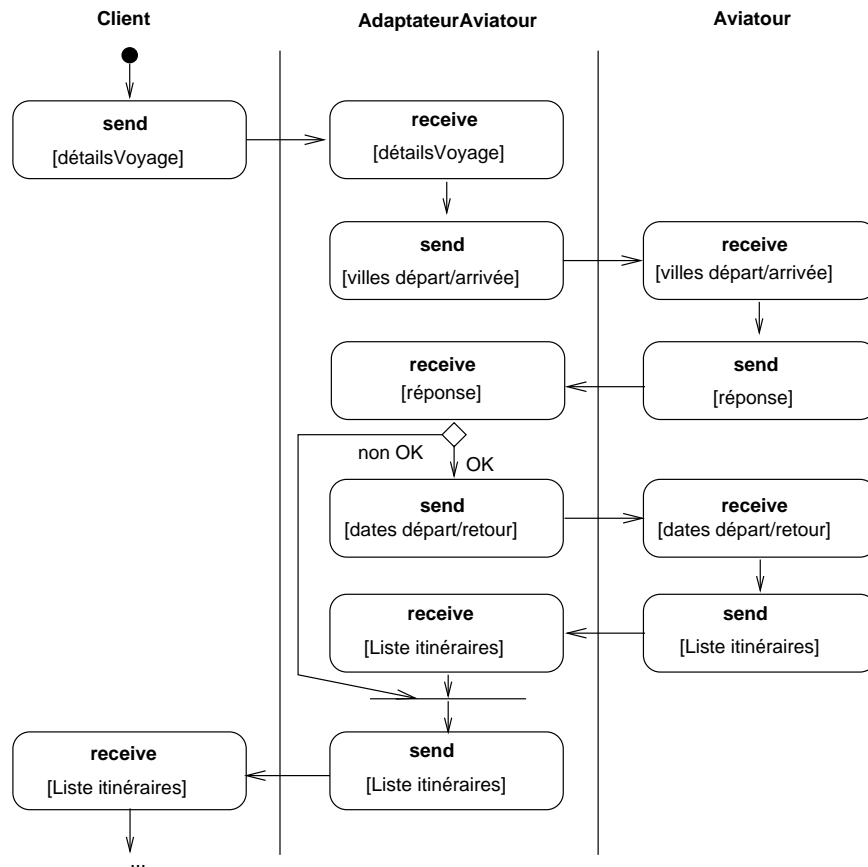 Client
AdaptateurAviatour
Aviatour
send
[détailsVoyage]
receive
[détailsVoyage]
send
[villes départ/arrivée]
receive
[villes départ/arrivée]
receive
[réponse]
send
[réponse]
non OK
OK
send
[dates départ/retour]
receive
[dates départ/retour]
receive
[Liste itinéraires]
send
[Liste itinéraires]
receive
[Liste itinéraires]
send
[Liste itinéraires]
...